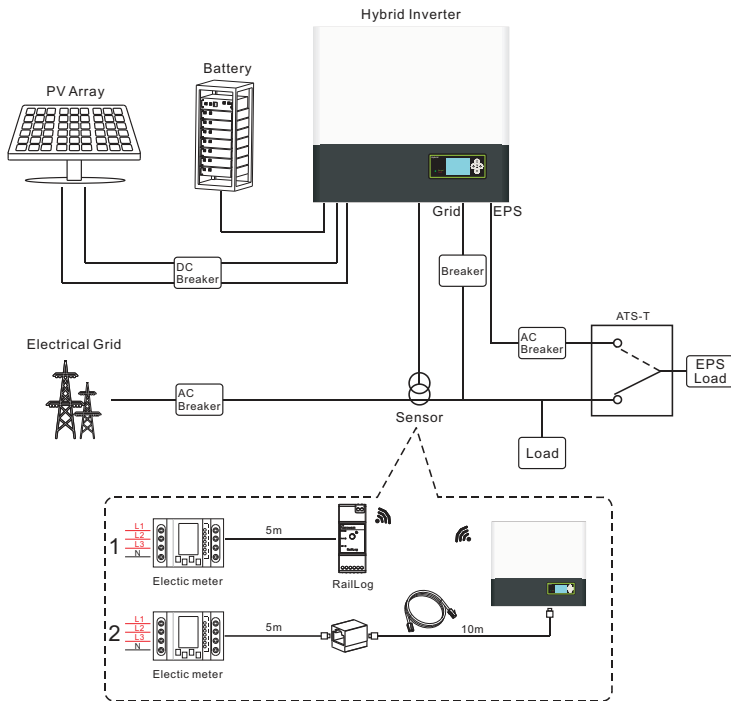 Hybrid Inverter
Battery
PV Array
Grid
EPS
DC
Breaker
Breaker
ATS-T
AC
Breaker
EPS
Load
Electrical Grid
AC
Breaker
Sensor
Load
1
L1
L2
L3
N
5m
Electic meter
RailLog
2
L1
L2
L3
N
5m
10m
Electic meter